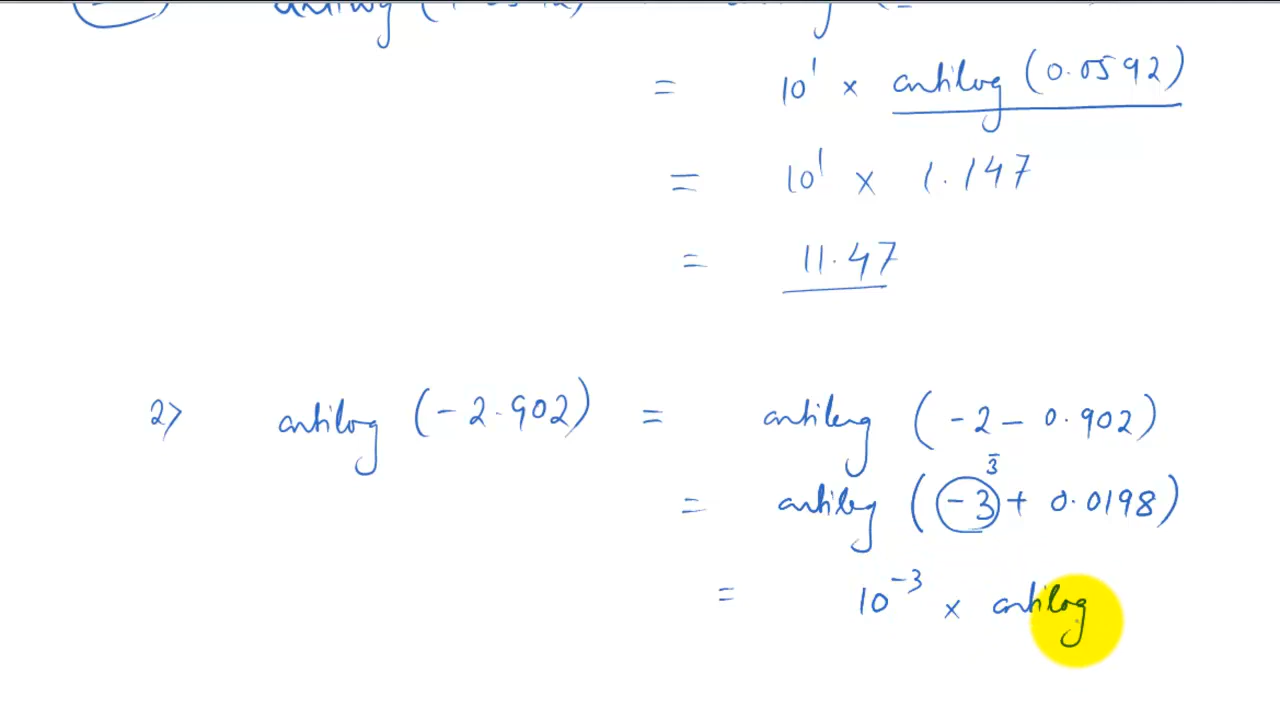 = 10¹ × antilog (0.0592)
= 10¹ × 1.147
= 11.47
2> antilog (-2.902) = antilog (-2 - 0.902)
3̄
= antilog (-3 + 0.0198)
= 10⁻³ × antilog